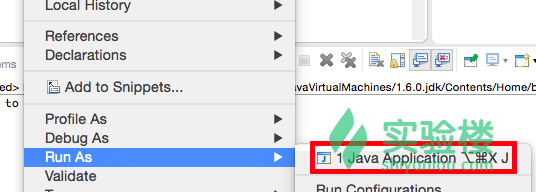 Local History
References
Declarations
ed>
avaVirtualMachines/1.6.0.jdk/Contents/Home/b
to
Add to Snippets...
Profile As
Debug As
Run As
1 Java Application ⌥⌘X J
Validate
Run Configurations...
实验楼
shiyanlou.com